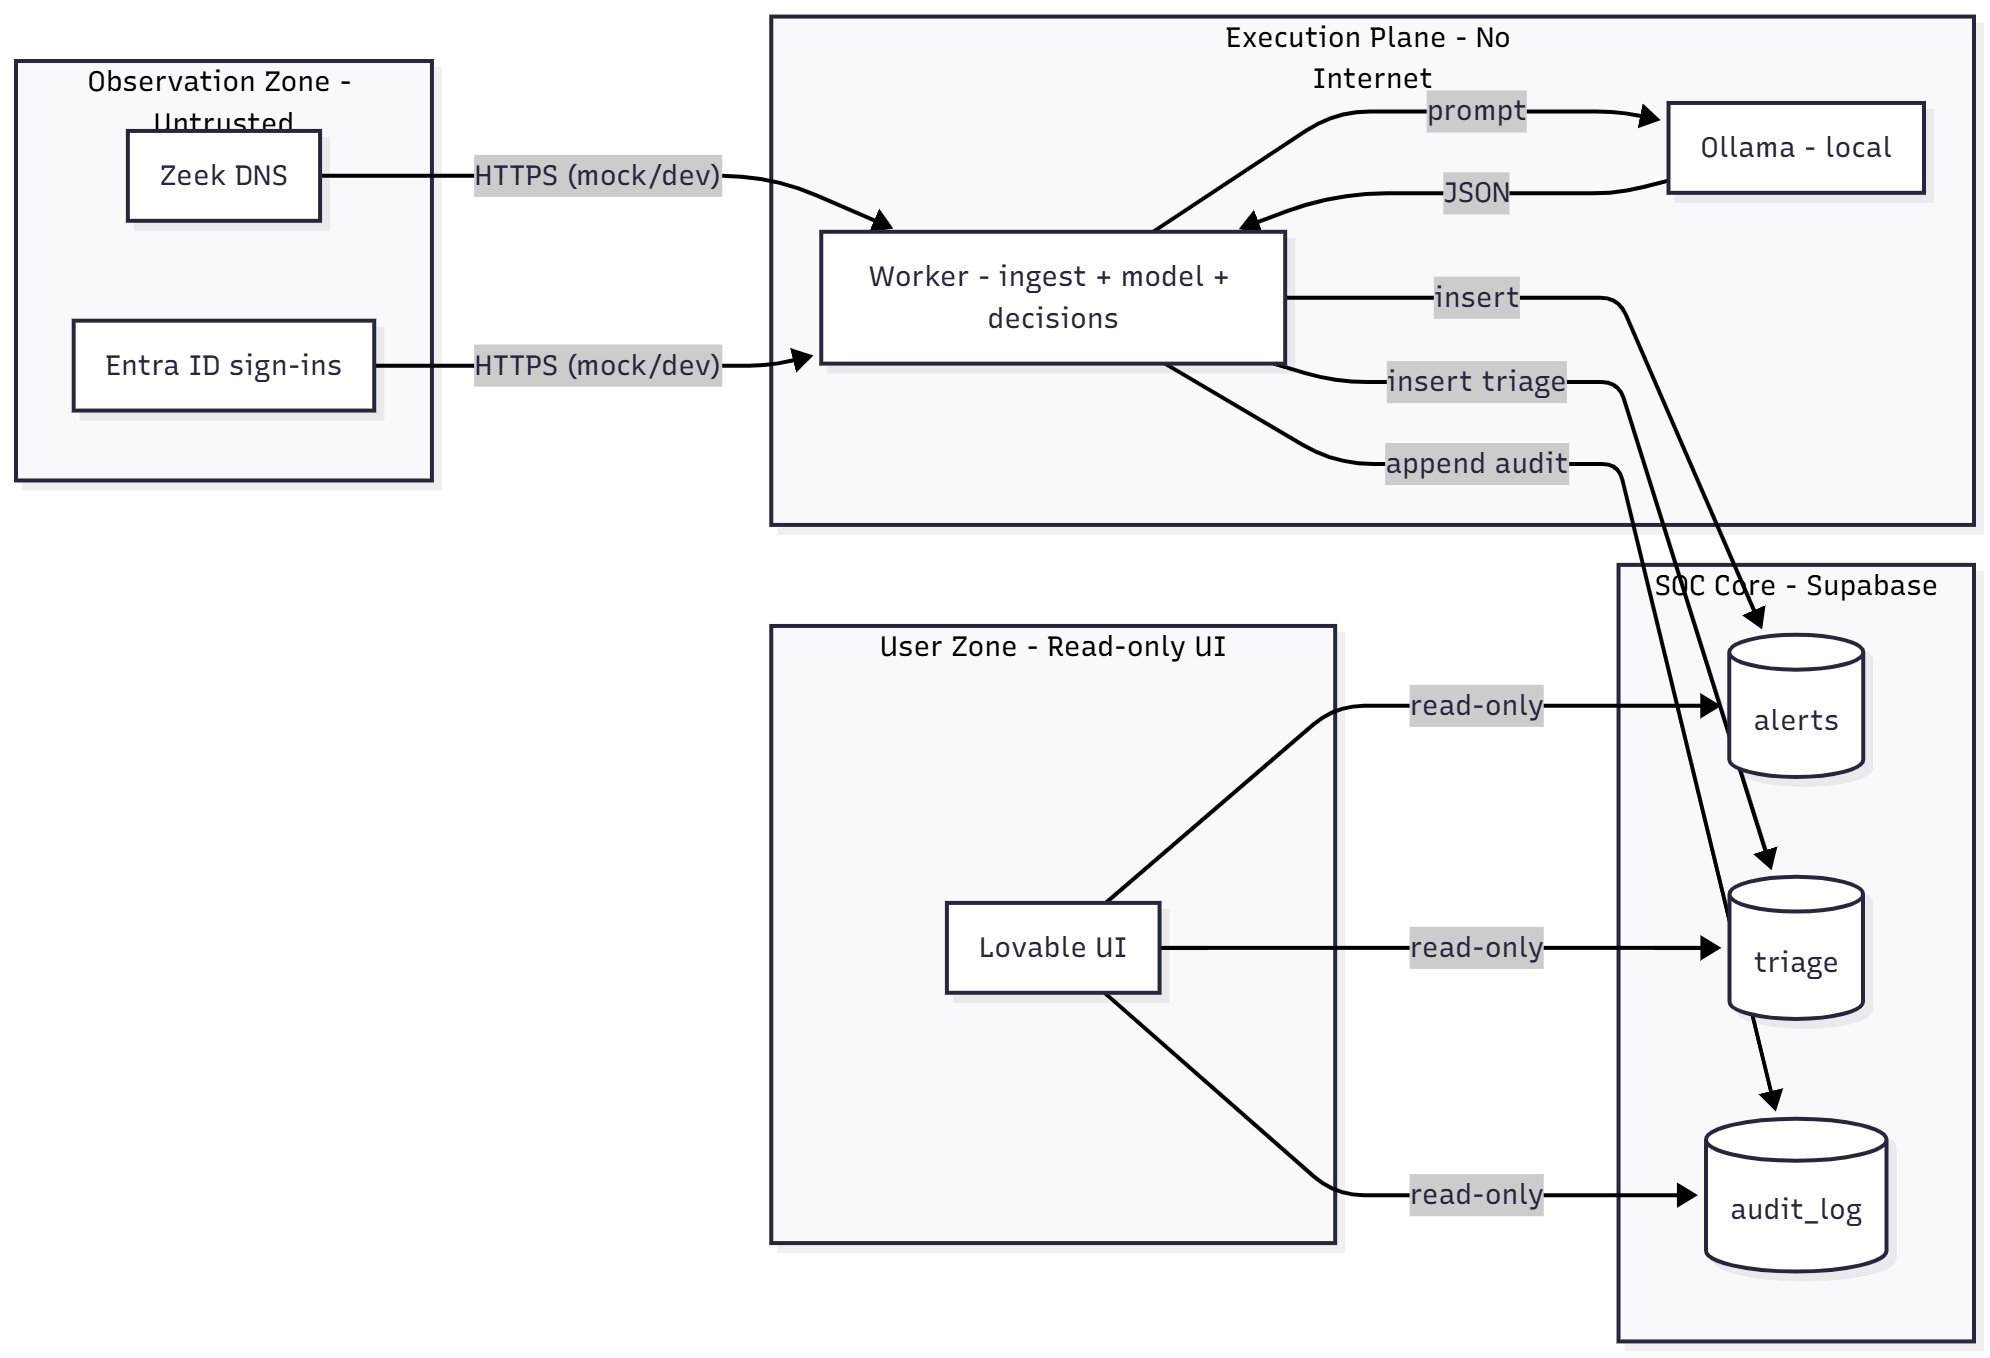 Observation Zone -
Untrusted
Zeek DNS
Entra ID sign-ins
HTTPS (mock/dev)
HTTPS (mock/dev)
Execution Plane - No
Internet
prompt
Ollama - local
JSON
Worker - ingest + model +
decisions
insert
insert triage
append audit
User Zone - Read-only UI
Lovable UI
read-only
read-only
read-only
SOC Core - Supabase
alerts
triage
audit_log